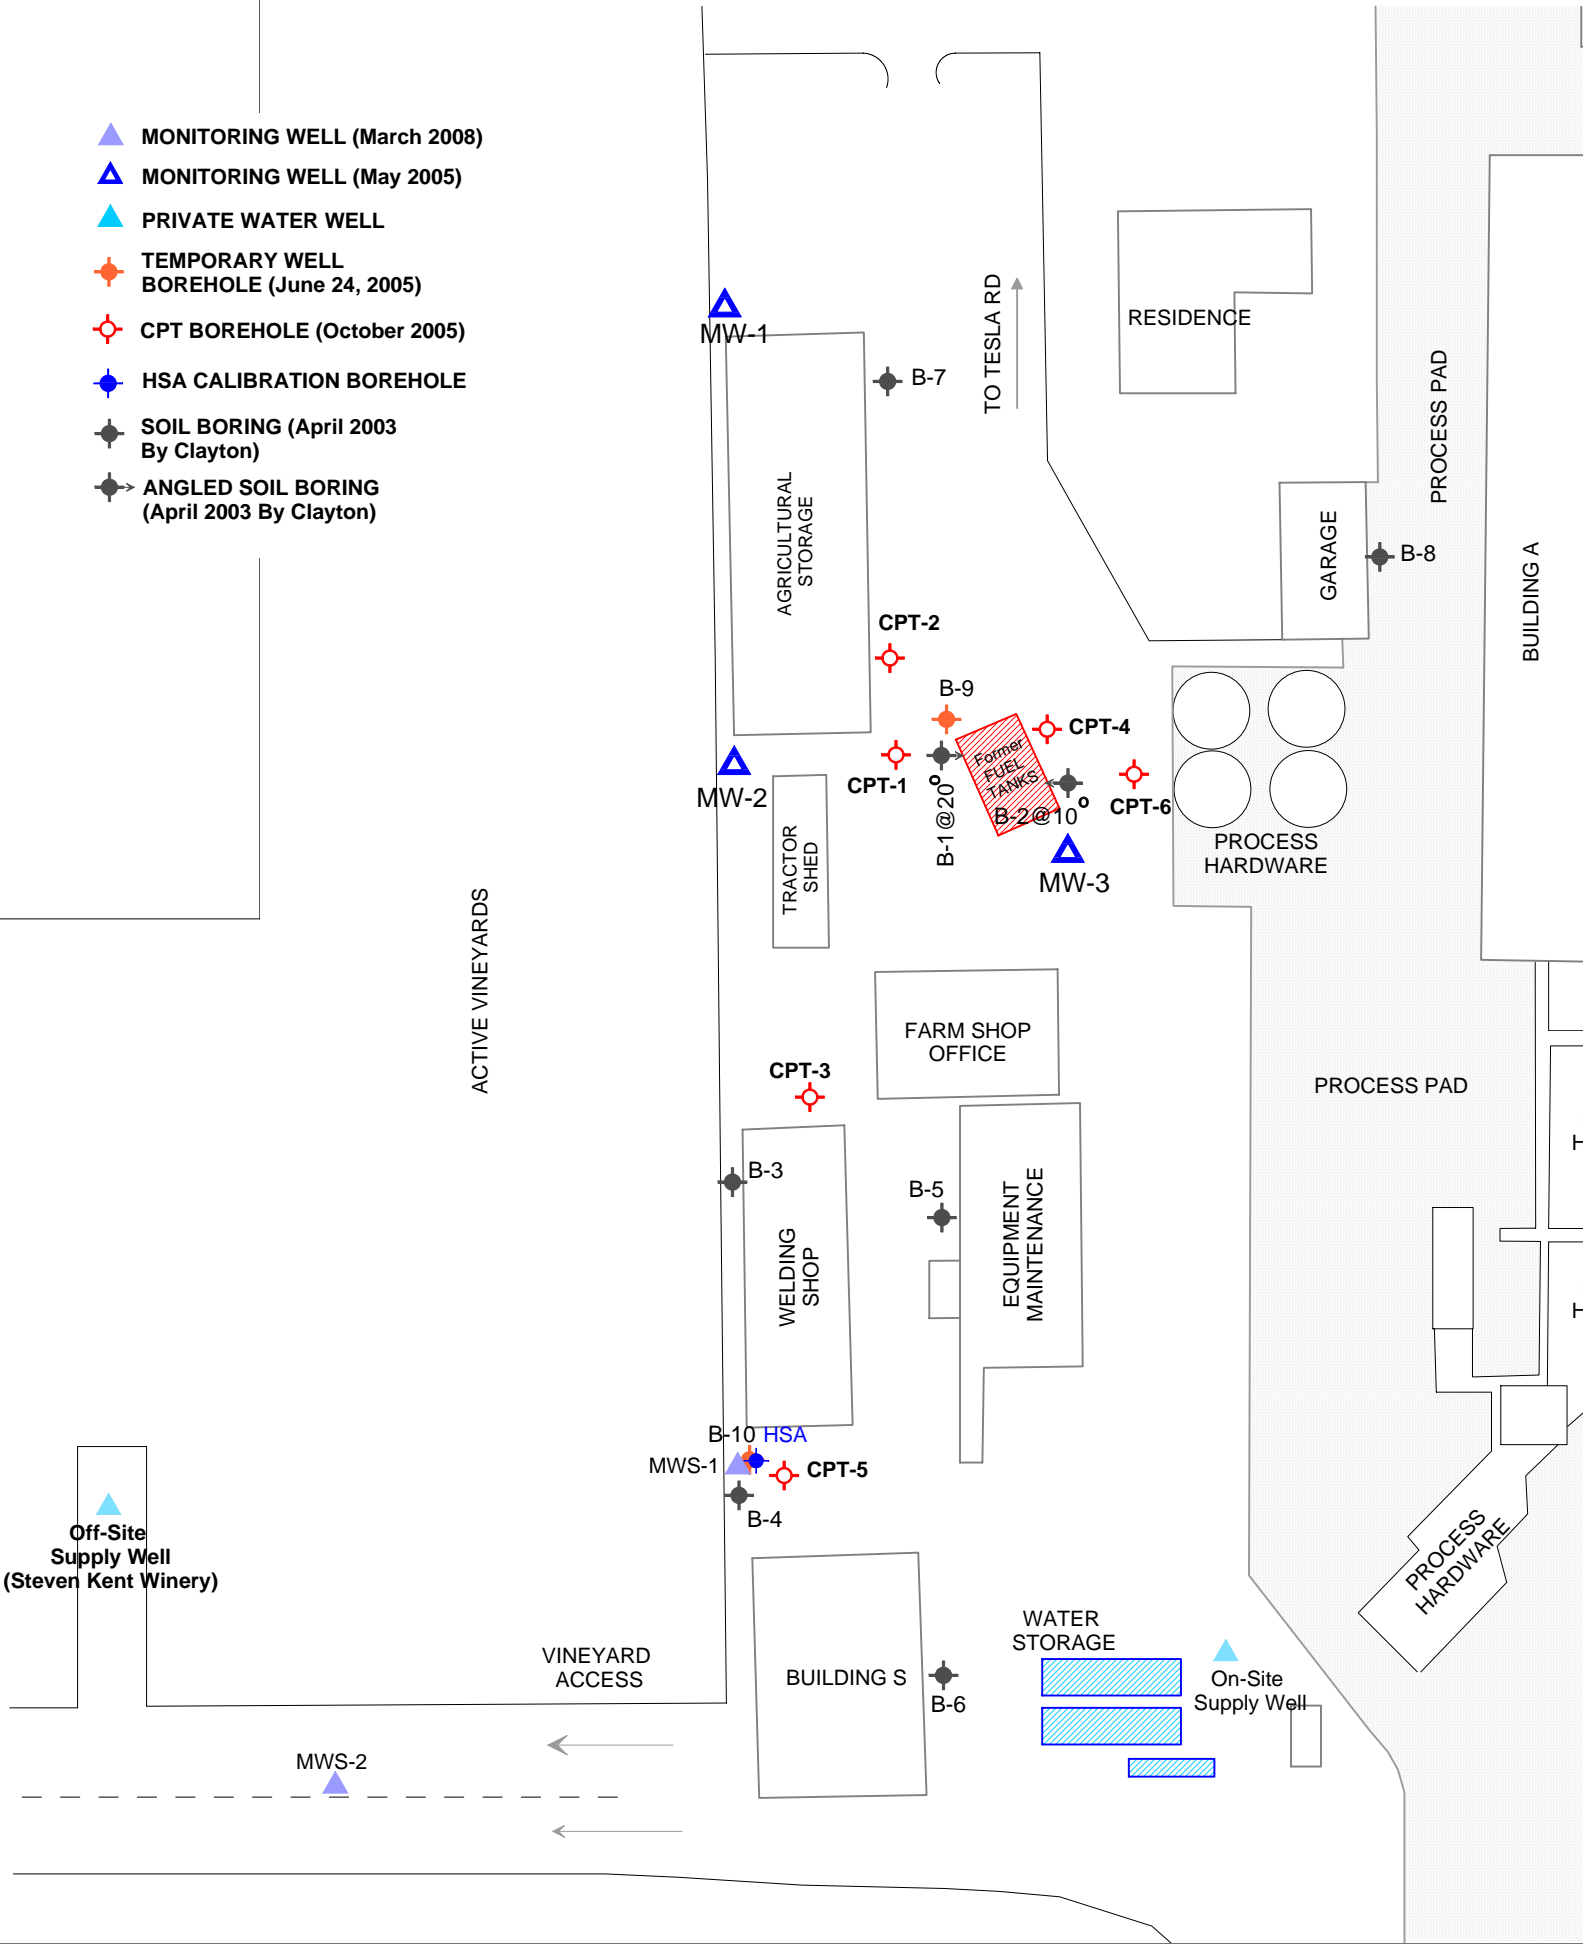 MONITORING WELL (March 2008)
MONITORING WELL (May 2005)
PRIVATE WATER WELL
TEMPORARY WELL
BOREHOLE (June 24, 2005)
CPT BOREHOLE (October 2005)
HSA CALIBRATION BOREHOLE
SOIL BORING (April 2003
By Clayton)
ANGLED SOIL BORING
(April 2003 By Clayton)
MW-1
B-7
TO TESLA RD
RESIDENCE
PROCESS PAD
AGRICULTURAL
STORAGE
GARAGE
B-8
BUILDING A
CPT-2
B-9
CPT-4
Former
FUEL
TANKS
MW-2
CPT-1
B-1@20°
B-2@10°
CPT-6
MW-3
PROCESS
HARDWARE
TRACTOR
SHED
ACTIVE VINEYARDS
FARM SHOP
OFFICE
CPT-3
PROCESS PAD
H
B-3
B-5
WELDING
SHOP
EQUIPMENT
MAINTENANCE
H
B-10 HSA
MWS-1
CPT-5
B-4
Off-Site
Supply Well
(Steven Kent Winery)
PROCESS
HARDWARE
WATER
STORAGE
VINEYARD
ACCESS
BUILDING S
B-6
On-Site
Supply Well
MWS-2